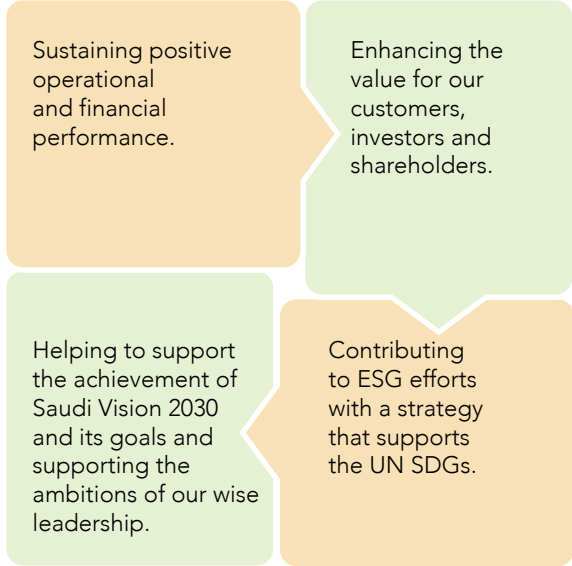 Sustaining positive
operational
and financial
performance.
Enhancing the
value for our
customers,
investors and
shareholders.
Contributing
to ESG efforts
with a strategy
that supports
the UN SDGs.
Helping to support
the achievement of
Saudi Vision 2030
and its goals and
supporting the
ambitions of our wise
leadership.